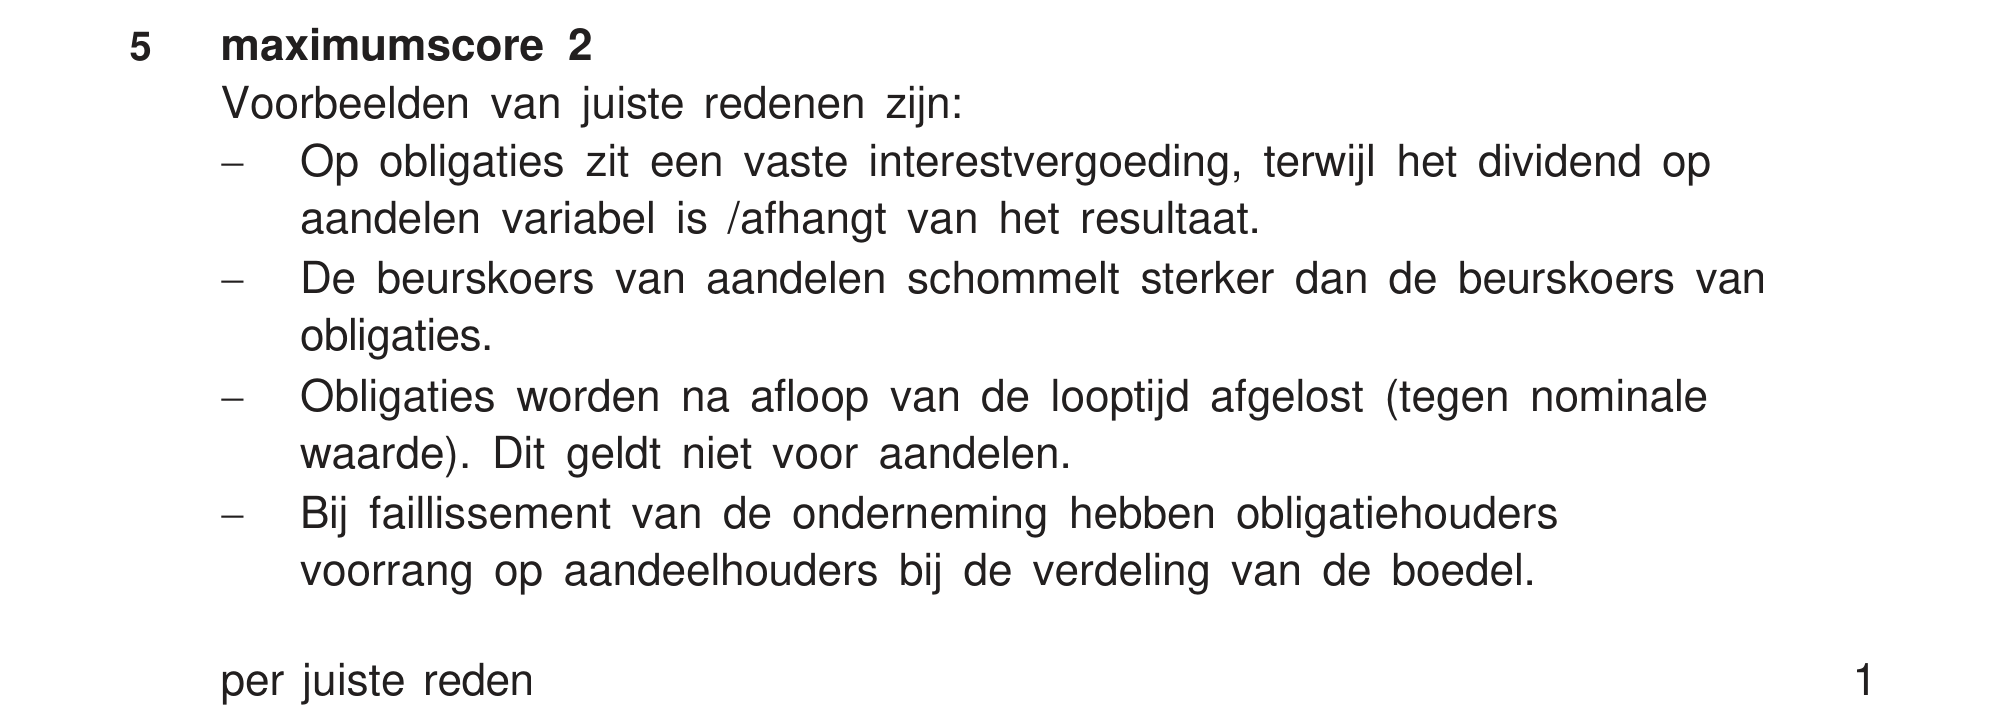 5 maximumscore 2
Voorbeelden van juiste redenen zijn:
– Op obligaties zit een vaste interestvergoeding, terwijl het dividend op
aandelen variabel is /afhangt van het resultaat.
– De beurskoers van aandelen schommelt sterker dan de beurskoers van
obligaties.
– Obligaties worden na afloop van de looptijd afgelost (tegen nominale
waarde). Dit geldt niet voor aandelen.
– Bij faillissement van de onderneming hebben obligatiehouders
voorrang op aandeelhouders bij de verdeling van de boedel.
per juiste reden 1